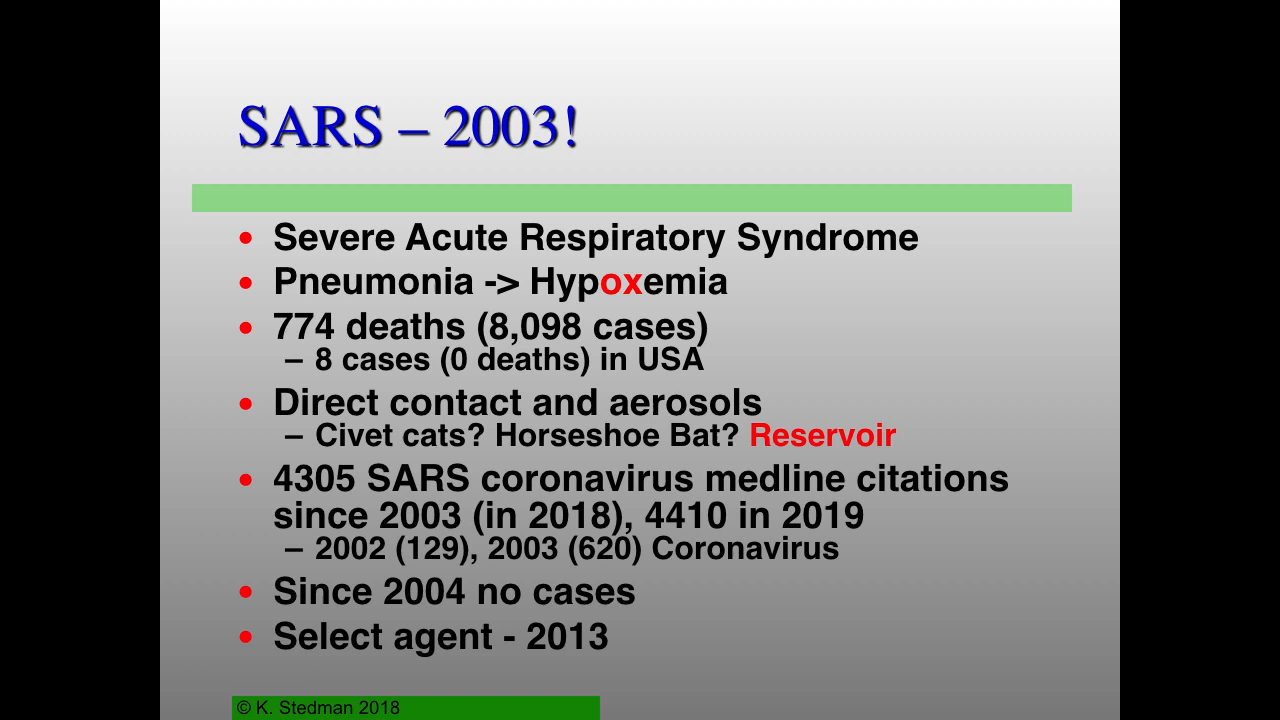 SARS – 2003!
• Severe Acute Respiratory Syndrome
• Pneumonia -> Hypoxemia
• 774 deaths (8,098 cases)
– 8 cases (0 deaths) in USA
• Direct contact and aerosols
– Civet cats? Horseshoe Bat? Reservoir
• 4305 SARS coronavirus medline citations
since 2003 (in 2018), 4410 in 2019
– 2002 (129), 2003 (620) Coronavirus
• Since 2004 no cases
• Select agent - 2013
© K. Stedman 2018